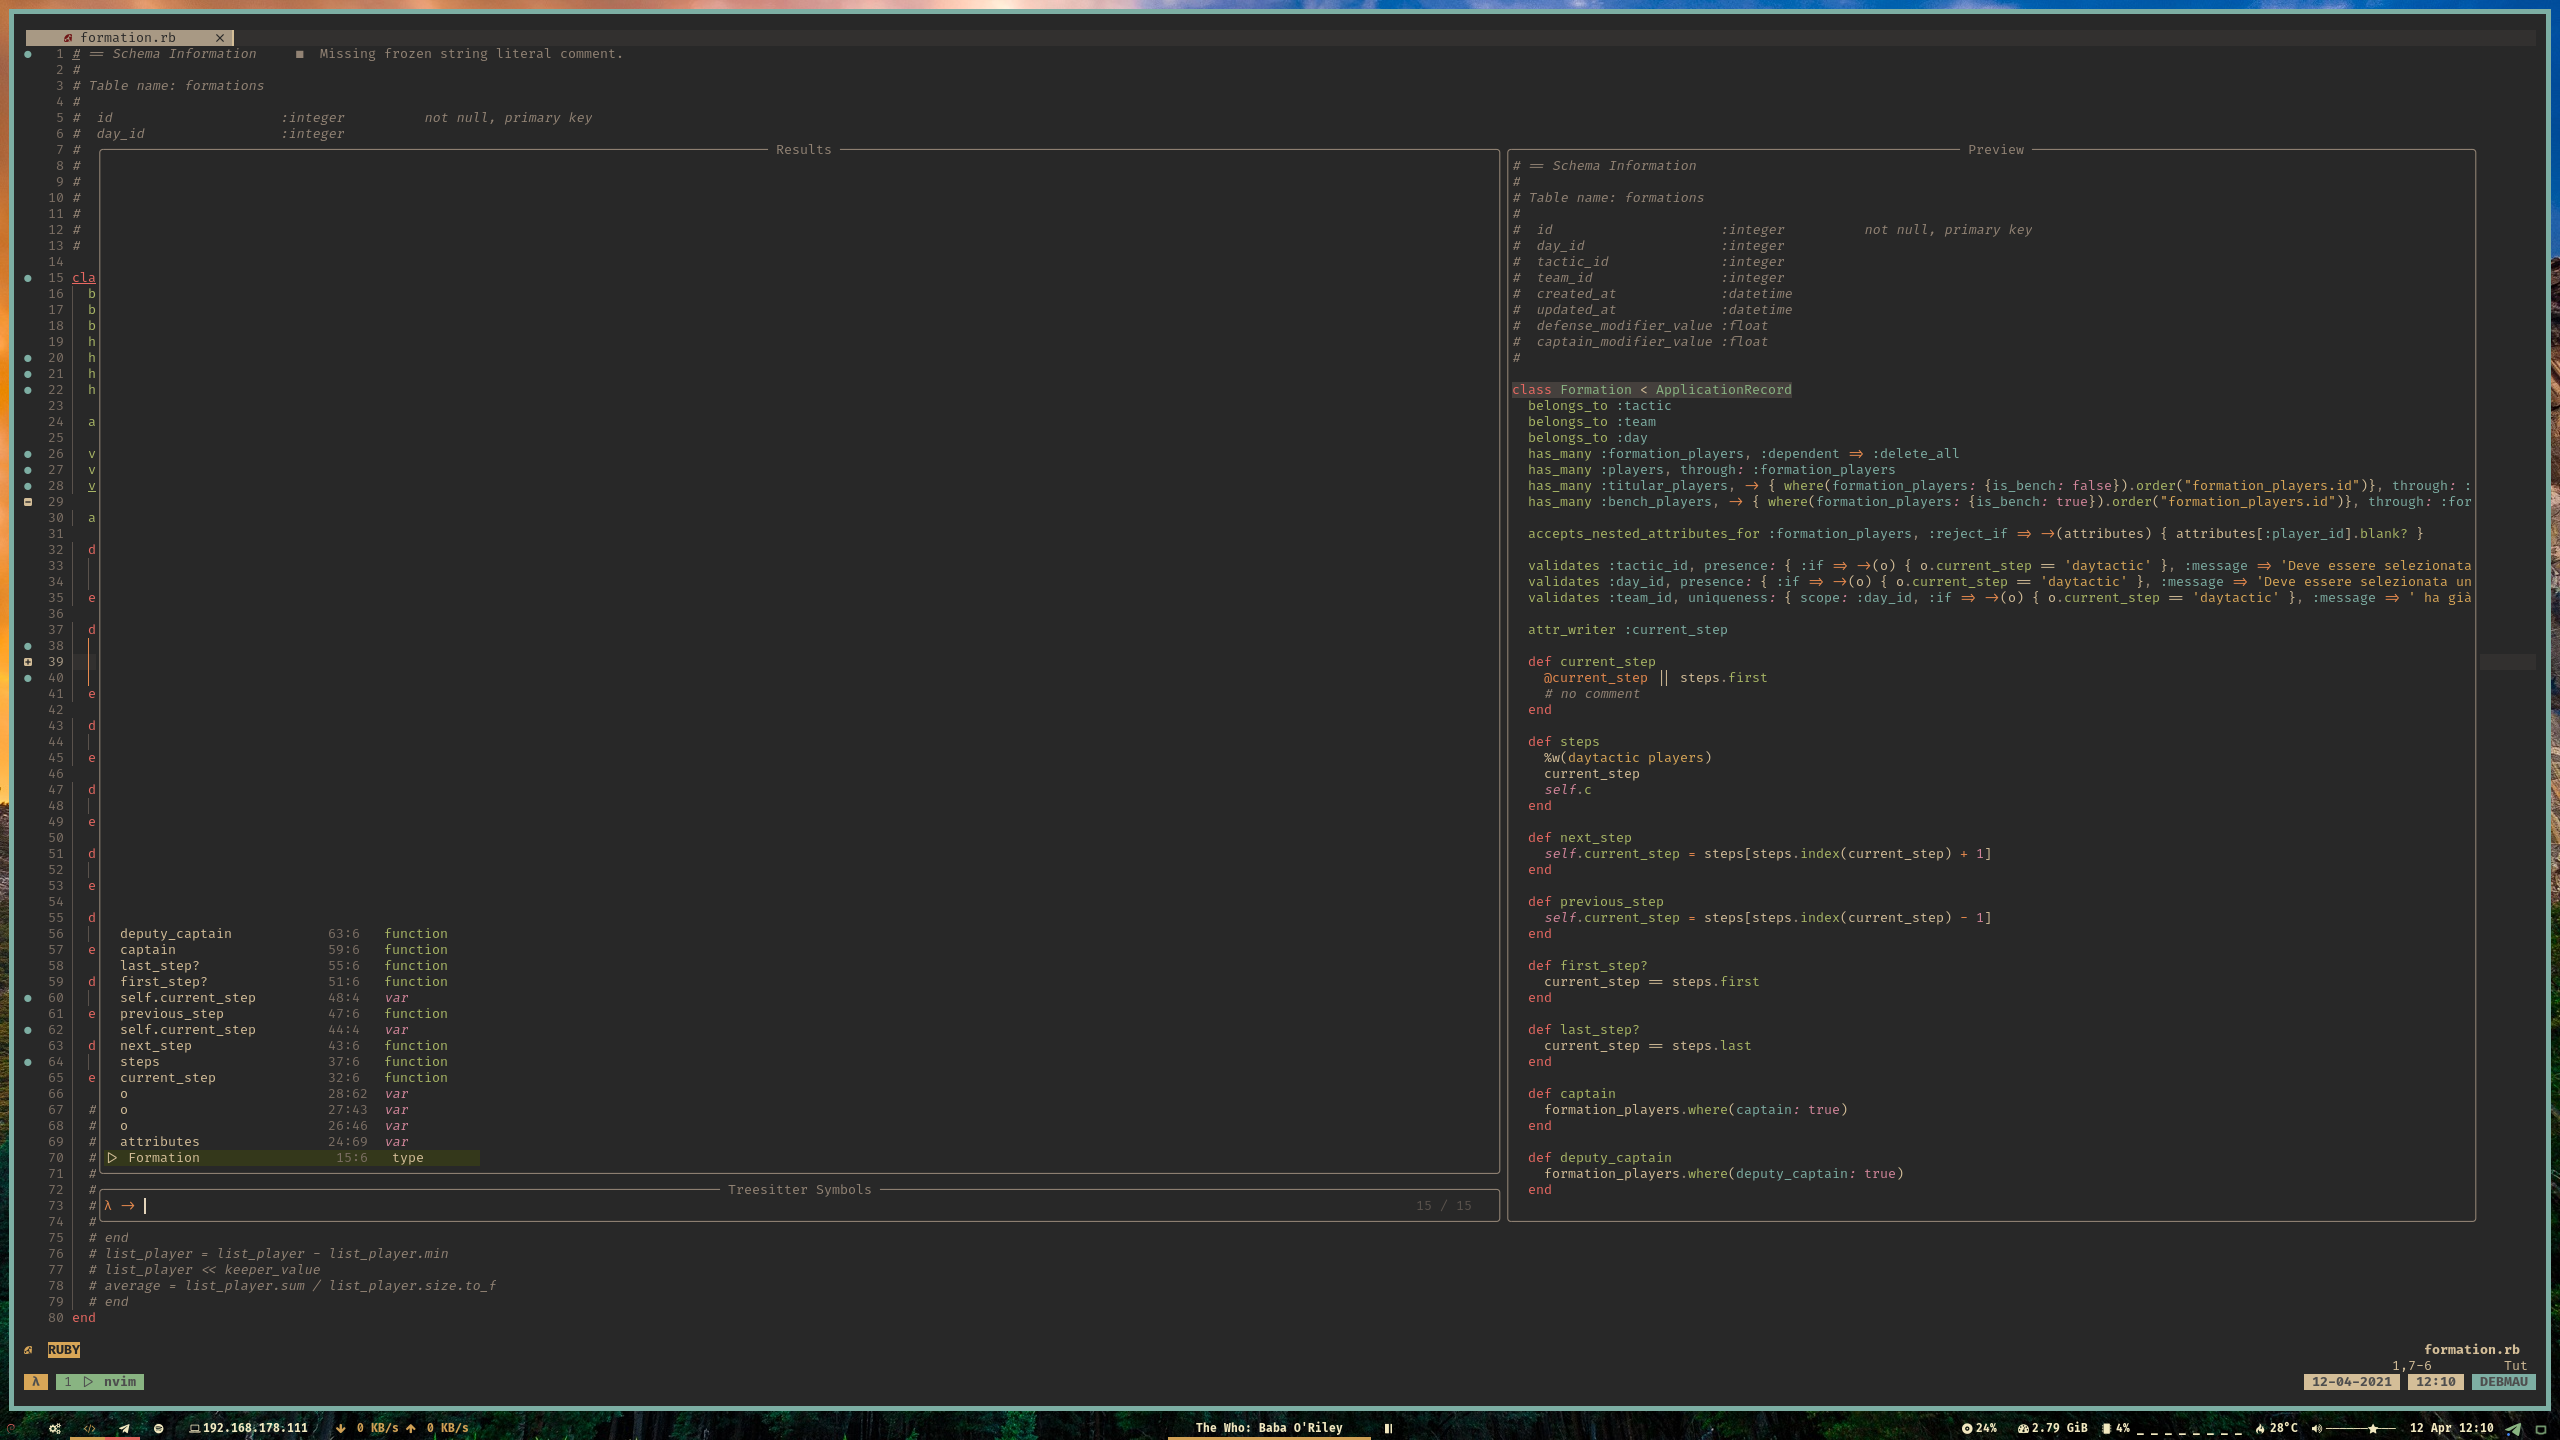 formation.rb ×
1 # == Schema Information ■ Missing frozen string literal comment.
2 #
3 # Table name: formations
4 #
5 # id :integer not null, primary key
6 # day_id :integer
7 #
8 #
9 #
10 #
11 #
12 #
13 #
14
15 cla
16 b
17 b
18 b
19 h
20 h
21 h
22 h
23
24 a
25
26 v
27 v
28 v
29
30 a
31
32 d
33
34
35 e
36
37 d
38
39
40
41 e
42
43 d
44
45 e
46
47 d
48
49 e
50
51 d
52
53 e
54
55 d
56
57 e
58
59 d
60
61 e
62
63 d
64
65 e
66
67 #
68 #
69 #
70 #
71 #
72 #
73 #
74 #
75 # end
76 # list_player = list_player - list_player.min
77 # list_player << keeper_value
78 # average = list_player.sum / list_player.size.to_f
79 # end
80 end
Results
deputy_captain 63:6 function
captain 59:6 function
last_step? 55:6 function
first_step? 51:6 function
self.current_step 48:4 var
previous_step 47:6 function
self.current_step 44:4 var
next_step 43:6 function
steps 37:6 function
current_step 32:6 function
o 28:62 var
o 27:43 var
o 26:46 var
attributes 24:69 var
▷ Formation 15:6 type
Treesitter Symbols
λ -> 15 / 15
Preview
# == Schema Information
#
# Table name: formations
#
# id :integer not null, primary key
# day_id :integer
# tactic_id :integer
# team_id :integer
# created_at :datetime
# updated_at :datetime
# defense_modifier_value :float
# captain_modifier_value :float
#
class Formation < ApplicationRecord
belongs_to :tactic
belongs_to :team
belongs_to :day
has_many :formation_players, :dependent => :delete_all
has_many :players, through: :formation_players
has_many :titular_players, -> { where(formation_players: {is_bench: false}).order("formation_players.id")}, through: :
has_many :bench_players, -> { where(formation_players: {is_bench: true}).order("formation_players.id")}, through: :for
accepts_nested_attributes_for :formation_players, :reject_if => ->(attributes) { attributes[:player_id].blank? }
validates :tactic_id, presence: { :if => ->(o) { o.current_step == 'daytactic' }, :message => 'Deve essere selezionata
validates :day_id, presence: { :if => ->(o) { o.current_step == 'daytactic' }, :message => 'Deve essere selezionata un
validates :team_id, uniqueness: { scope: :day_id, :if => ->(o) { o.current_step == 'daytactic' }, :message => ' ha già
attr_writer :current_step
def current_step
@current_step || steps.first
# no comment
end
def steps
%w(daytactic players)
current_step
self.c
end
def next_step
self.current_step = steps[steps.index(current_step) + 1]
end
def previous_step
self.current_step = steps[steps.index(current_step) - 1]
end
def first_step?
current_step == steps.first
end
def last_step?
current_step == steps.last
end
def captain
formation_players.where(captain: true)
end
def deputy_captain
formation_players.where(deputy_captain: true)
end
RUBY formation.rb
1,7-6 Tut
λ 1 ▷ nvim 12-04-2021 12:10 DEBMAU
192.168.178.111 0 KB/s 0 KB/s The Who: Baba O'Riley 24% 2.79 GiB 4% 28°C 12 Apr 12:10